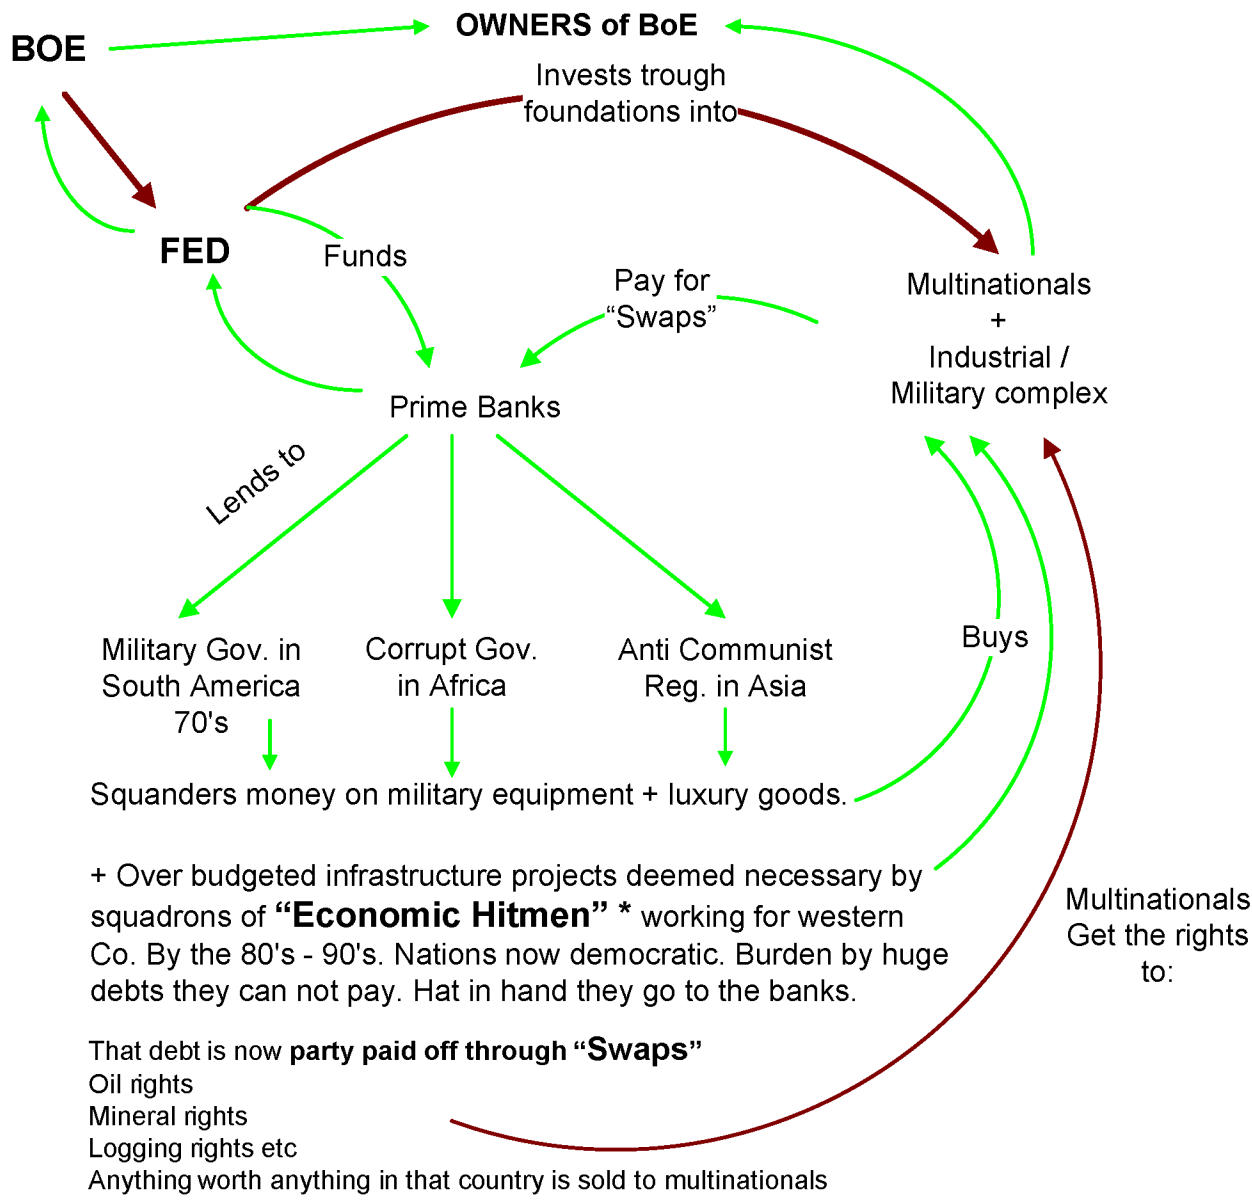 OWNERS of BoE
BOE
Invests trough
foundations into
FED
Funds
Pay for
“Swaps”
Multinationals
+
Industrial /
Military complex
Prime Banks
Lends to
Military Gov. in
South America
70's
Corrupt Gov.
in Africa
Anti Communist
Reg. in Asia
Buys
Squanders money on military equipment + luxury goods.
+ Over budgeted infrastructure projects deemed necessary by
squadrons of “Economic Hitmen” * working for western
Co. By the 80's - 90's. Nations now democratic. Burden by huge
debts they can not pay. Hat in hand they go to the banks.
Multinationals
Get the rights
to:
That debt is now party paid off through “Swaps”
Oil rights
Mineral rights
Logging rights etc
Anything worth anything in that country is sold to multinationals